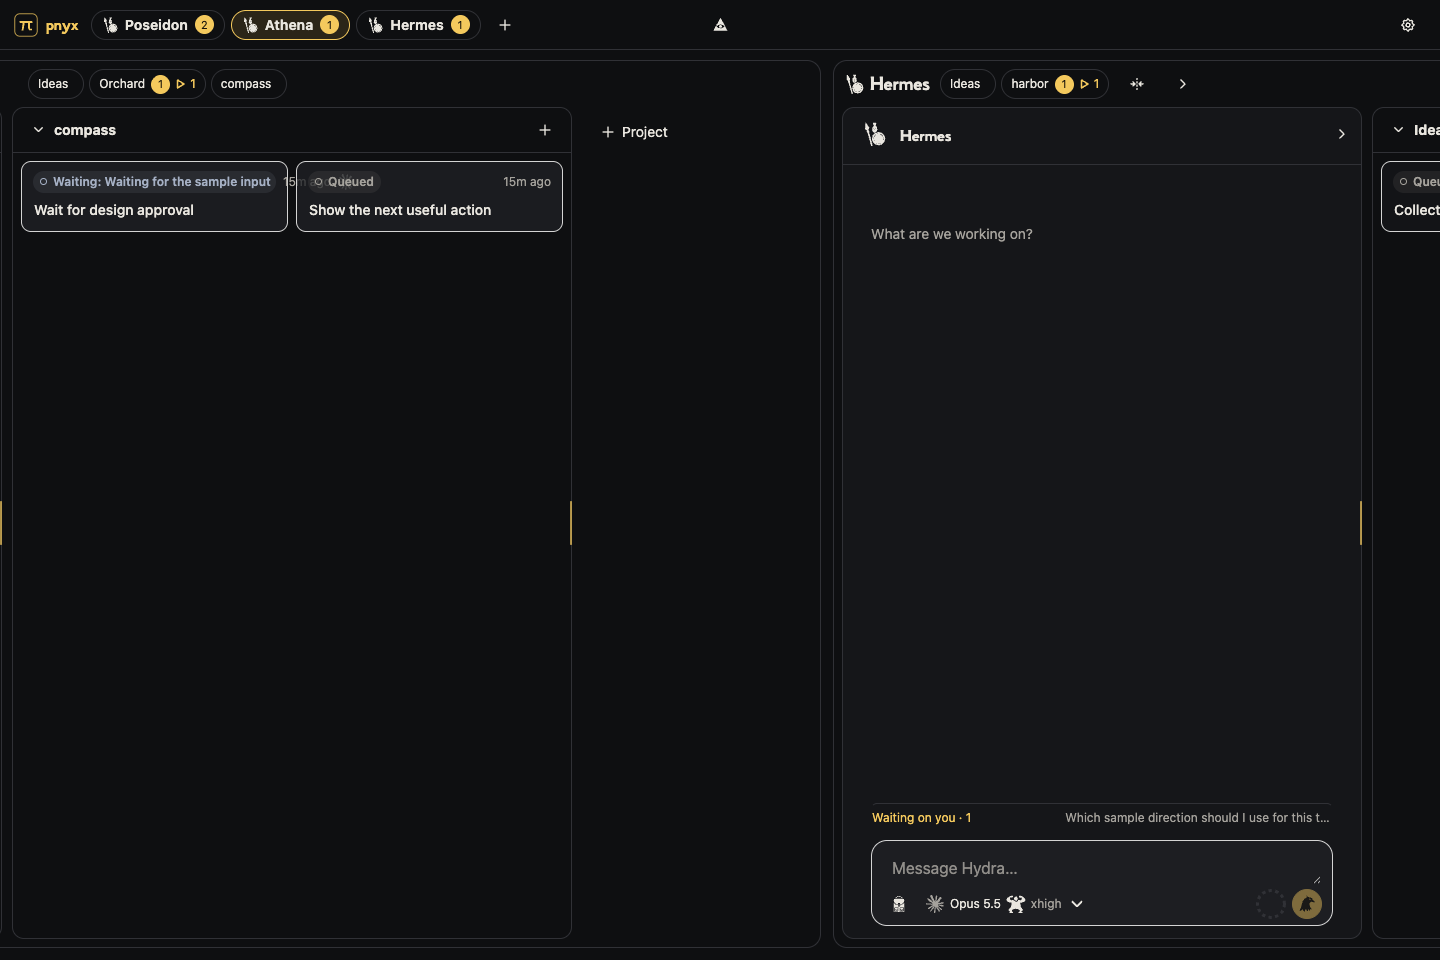 pnyx Poseidon 2 Athena 1 Hermes 1
Ideas Orchard 1 1 compass
compass
Project
Waiting: Waiting for the sample input 15m
Wait for design approval
Queued 15m ago
Show the next useful action
Hermes Ideas harbor 1 1
Hermes
What are we working on?
Waiting on you · 1 Which sample direction should I use for this t...
Message Hydra...
Opus 5.5 xhigh
Idea
Queu
Collect